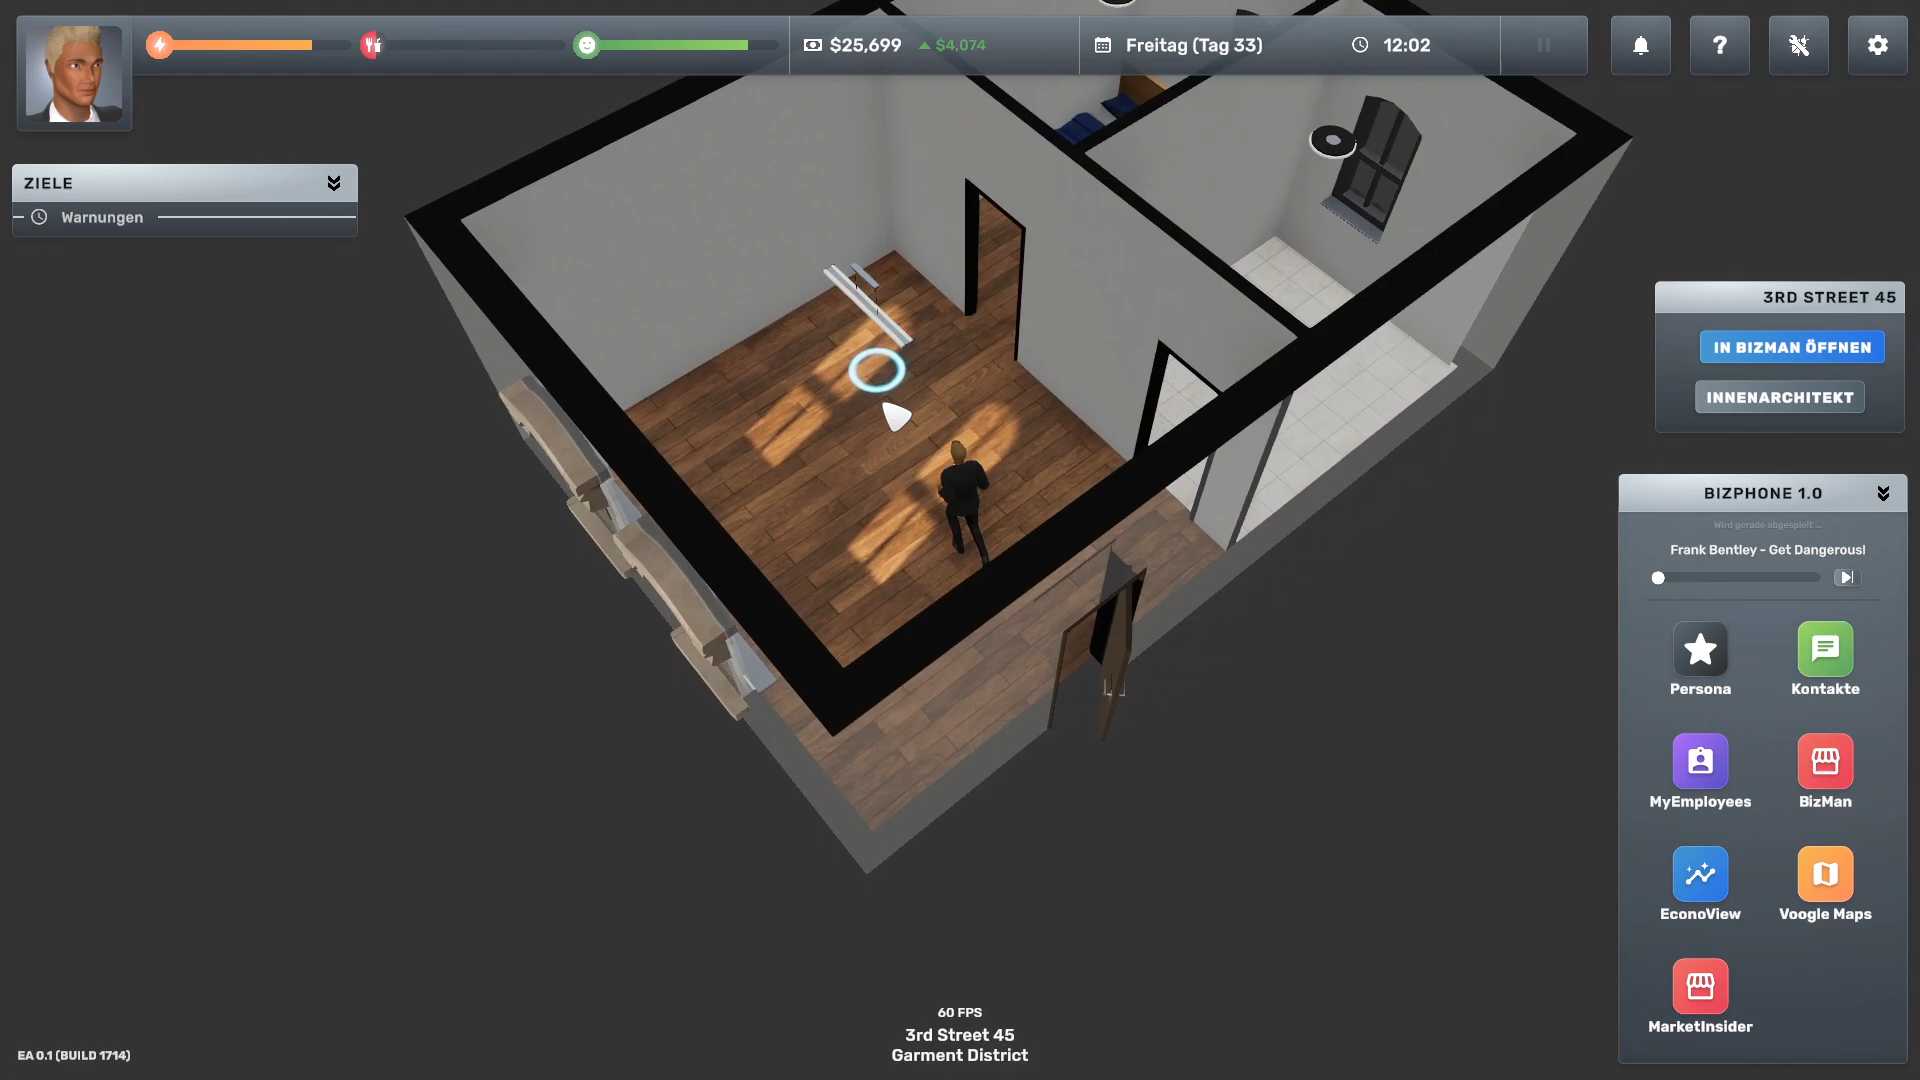 $25,699
$4,074
Freitag (Tag 33)
12:02
?
ZIELE
Warnungen
3RD STREET 45
IN BIZMAN ÖFFNEN
INNENARCHITEKT
BIZPHONE 1.0
Wird gerade abgespielt ...
Frank Bentley - Get Dangerous!
Persona
Kontakte
MyEmployees
BizMan
EconoView
Voogle Maps
MarketInsider
60 FPS
3rd Street 45
Garment District
EA 0.1 (BUILD 1714)